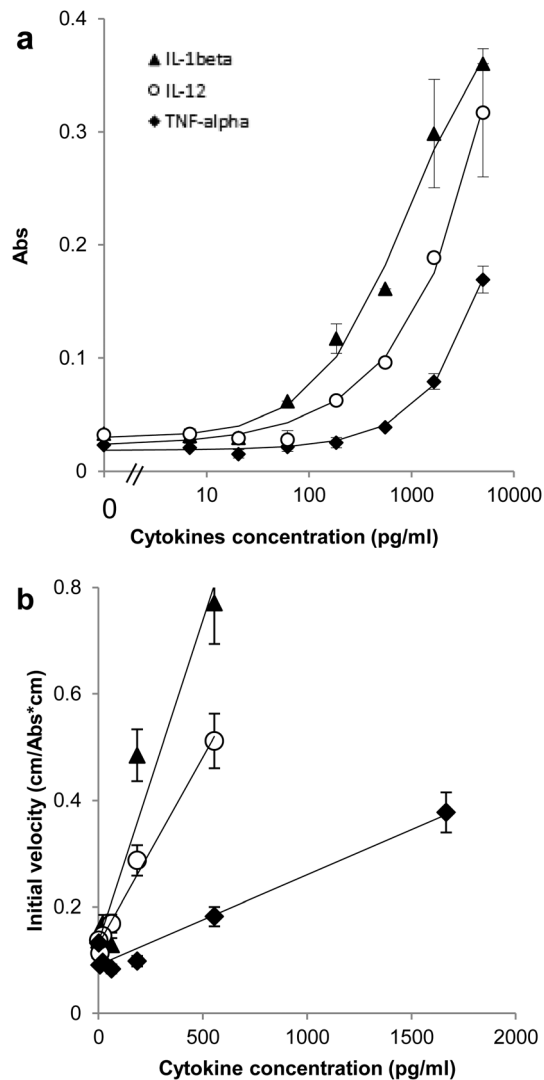 a
0.4
IL-1beta
IL-12
TNF-alpha
0.3
Abs
0.2
0.1
0
0
10
100
1000
10000
Cytokines concentration (pg/ml)
b
0.8
0.6
Initial velocity (cm/Abs*cm)
0.4
0.2
0
0
500
1000
1500
2000
Cytokine concentration (pg/ml)